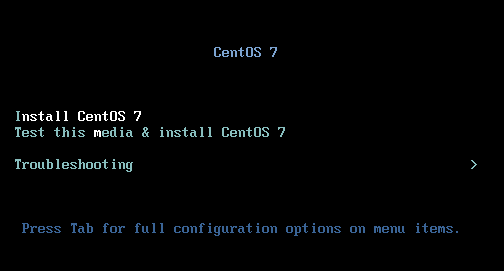 CentOS 7
Install CentOS 7
Test this media & install CentOS 7
Troubleshooting >
Press Tab for full configuration options on menu items.